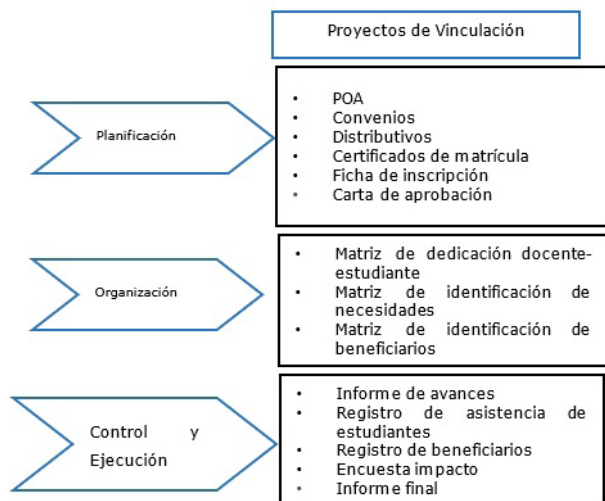 Proyectos de Vinculación
Planificación
• POA
• Convenios
• Distributivos
• Certificados de matrícula
• Ficha de inscripción
• Carta de aprobación
Organización
• Matriz de dedicación docente-
estudiante
• Matriz de identificación de
necesidades
• Matriz de identificación de
beneficiarios
Control y
Ejecución
• Informe de avances
• Registro de asistencia de
estudiantes
• Registro de beneficiarios
• Encuesta impacto
• Informe final